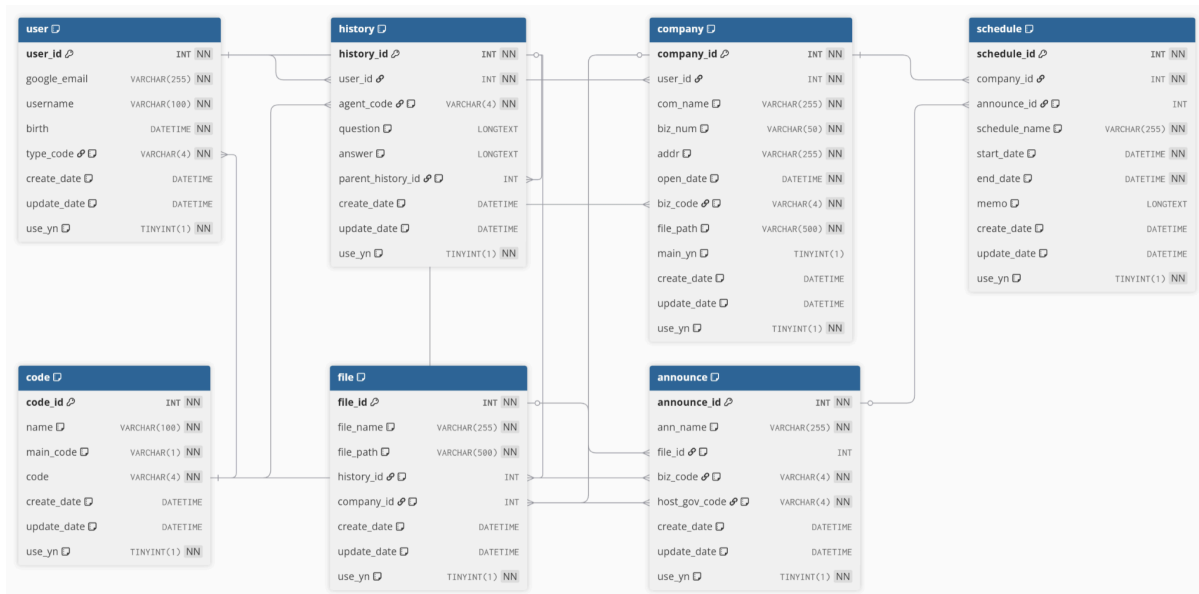 user
user_id INT NN
google_email VARCHAR(255) NN
username VARCHAR(100) NN
birth DATETIME NN
type_code VARCHAR(4) NN
create_date DATETIME
update_date DATETIME
use_yn TINYINT(1) NN
history
history_id INT NN
user_id INT NN
agent_code VARCHAR(4) NN
question LONGTEXT
answer LONGTEXT
parent_history_id INT
create_date DATETIME
update_date DATETIME
use_yn TINYINT(1) NN
company
company_id INT NN
user_id INT NN
com_name VARCHAR(255) NN
biz_num VARCHAR(50) NN
addr VARCHAR(255) NN
open_date DATETIME NN
biz_code VARCHAR(4) NN
file_path VARCHAR(500) NN
main_yn TINYINT(1)
create_date DATETIME
update_date DATETIME
use_yn TINYINT(1) NN
schedule
schedule_id INT NN
company_id INT NN
announce_id INT
schedule_name VARCHAR(255) NN
start_date DATETIME NN
end_date DATETIME NN
memo LONGTEXT
create_date DATETIME
update_date DATETIME
use_yn TINYINT(1) NN
code
code_id INT NN
name VARCHAR(100) NN
main_code VARCHAR(1) NN
code VARCHAR(4) NN
create_date DATETIME
update_date DATETIME
use_yn TINYINT(1) NN
file
file_id INT NN
file_name VARCHAR(255) NN
file_path VARCHAR(500) NN
history_id INT
company_id INT
create_date DATETIME
update_date DATETIME
use_yn TINYINT(1) NN
announce
announce_id INT NN
ann_name VARCHAR(255) NN
file_id INT
biz_code VARCHAR(4) NN
host_gov_code VARCHAR(4) NN
create_date DATETIME
update_date DATETIME
use_yn TINYINT(1) NN